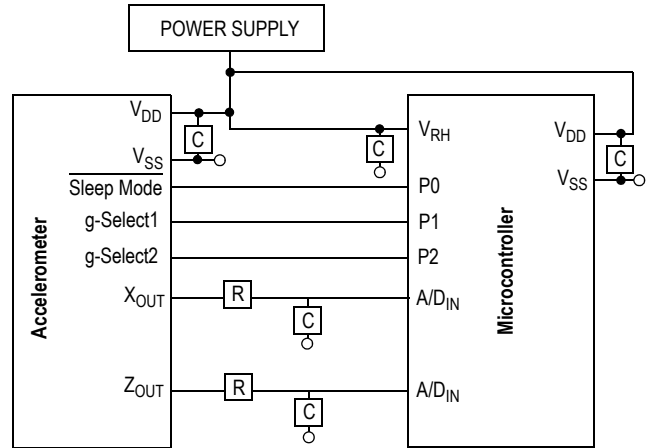 POWER SUPPLY
Accelerometer
V_DD
C
V_SS
Sleep Mode
g-Select1
g-Select2
X_OUT
R
C
Z_OUT
R
C
C
V_RH
P0
P1
P2
A/D_IN
A/D_IN
Microcontroller
V_DD
C
V_SS